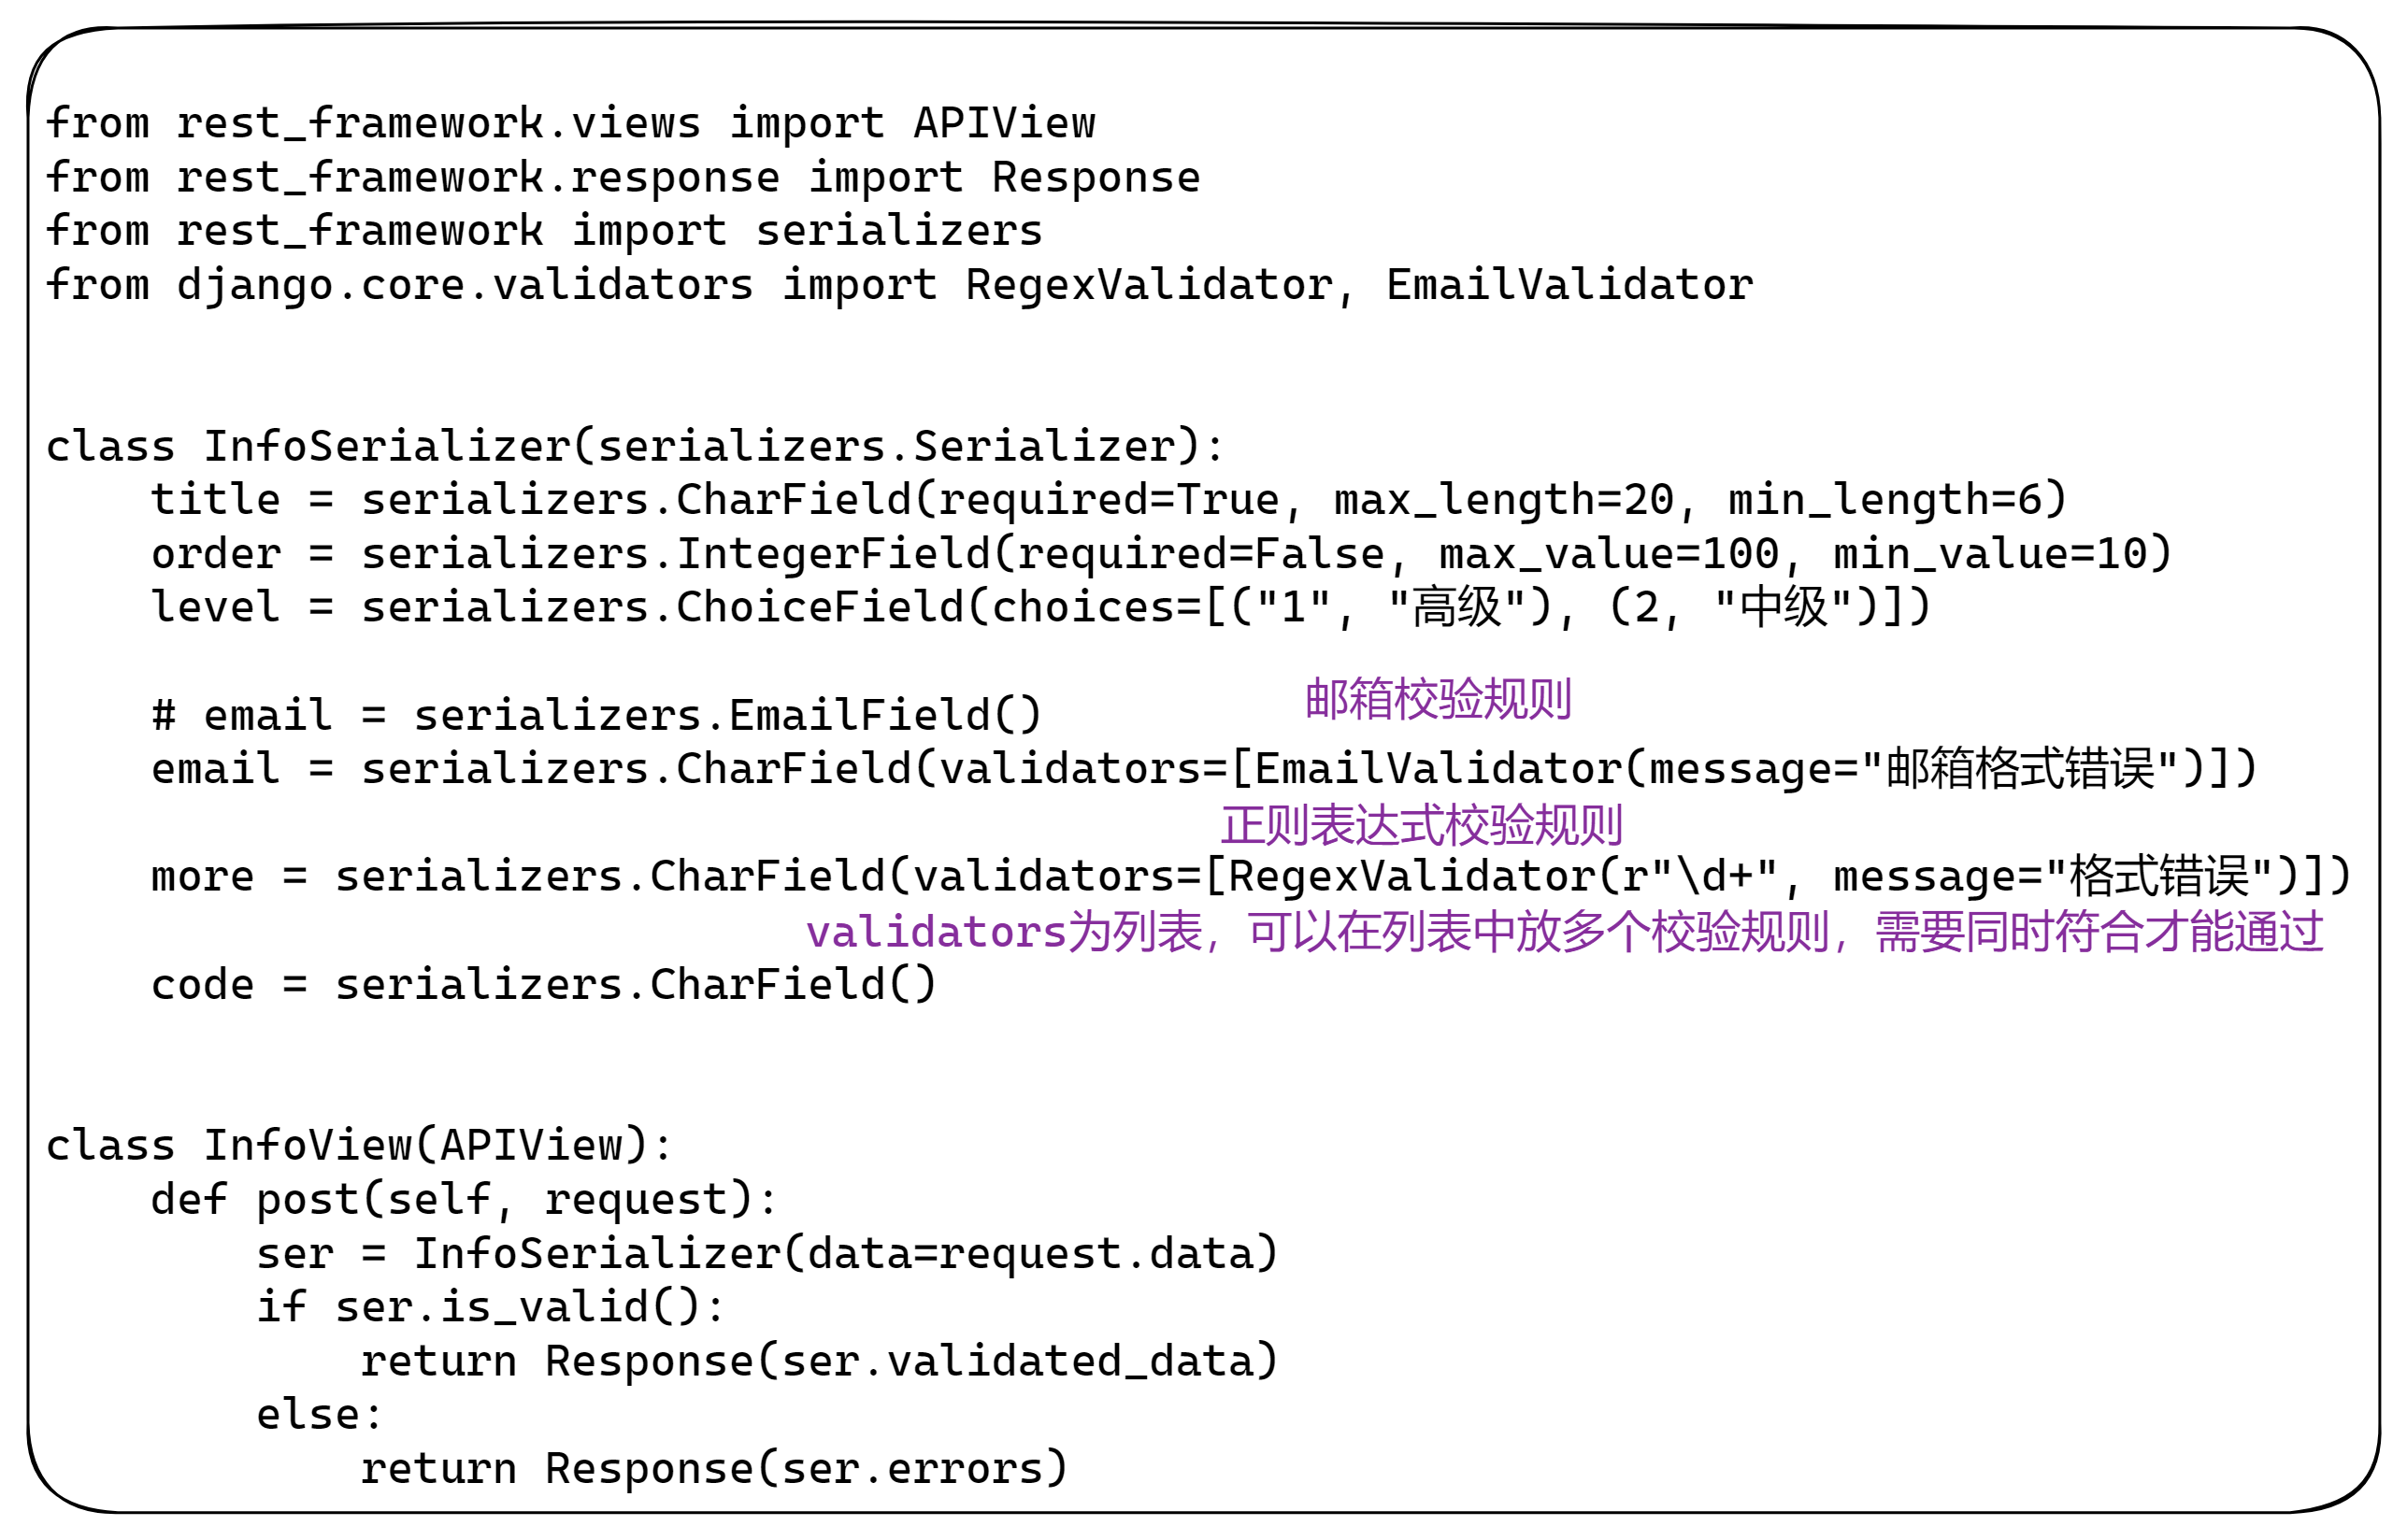 from rest_framework.views import APIView
from rest_framework.response import Response
from rest_framework import serializers
from django.core.validators import RegexValidator, EmailValidator
class InfoSerializer(serializers.Serializer):
    title = serializers.CharField(required=True, max_length=20, min_length=6)
    order = serializers.IntegerField(required=False, max_value=100, min_value=10)
    level = serializers.ChoiceField(choices=[("1", "高级"), (2, "中级")])
邮箱校验规则
    # email = serializers.EmailField()
    email = serializers.CharField(validators=[EmailValidator(message="邮箱格式错误")])
正则表达式校验规则
    more = serializers.CharField(validators=[RegexValidator(r"\d+", message="格式错误")])
validators为列表，可以在列表中放多个校验规则，需要同时符合才能通过
    code = serializers.CharField()
class InfoView(APIView):
    def post(self, request):
        ser = InfoSerializer(data=request.data)
        if ser.is_valid():
            return Response(ser.validated_data)
        else:
            return Response(ser.errors)